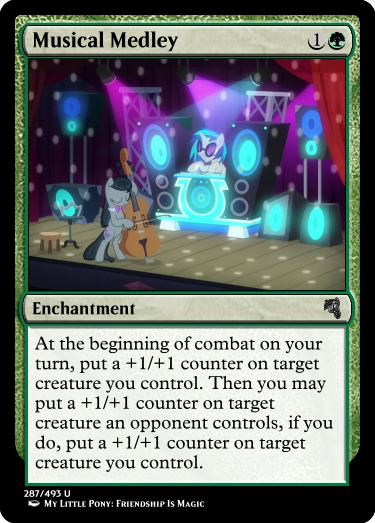 Musical Medley 1
Enchantment
At the beginning of combat on your
turn, put a +1/+1 counter on target
creature you control. Then you may
put a +1/+1 counter on target
creature an opponent controls, if you
do, put a +1/+1 counter on target
creature you control.
287/493 U
My Little Pony: Friendship Is Magic